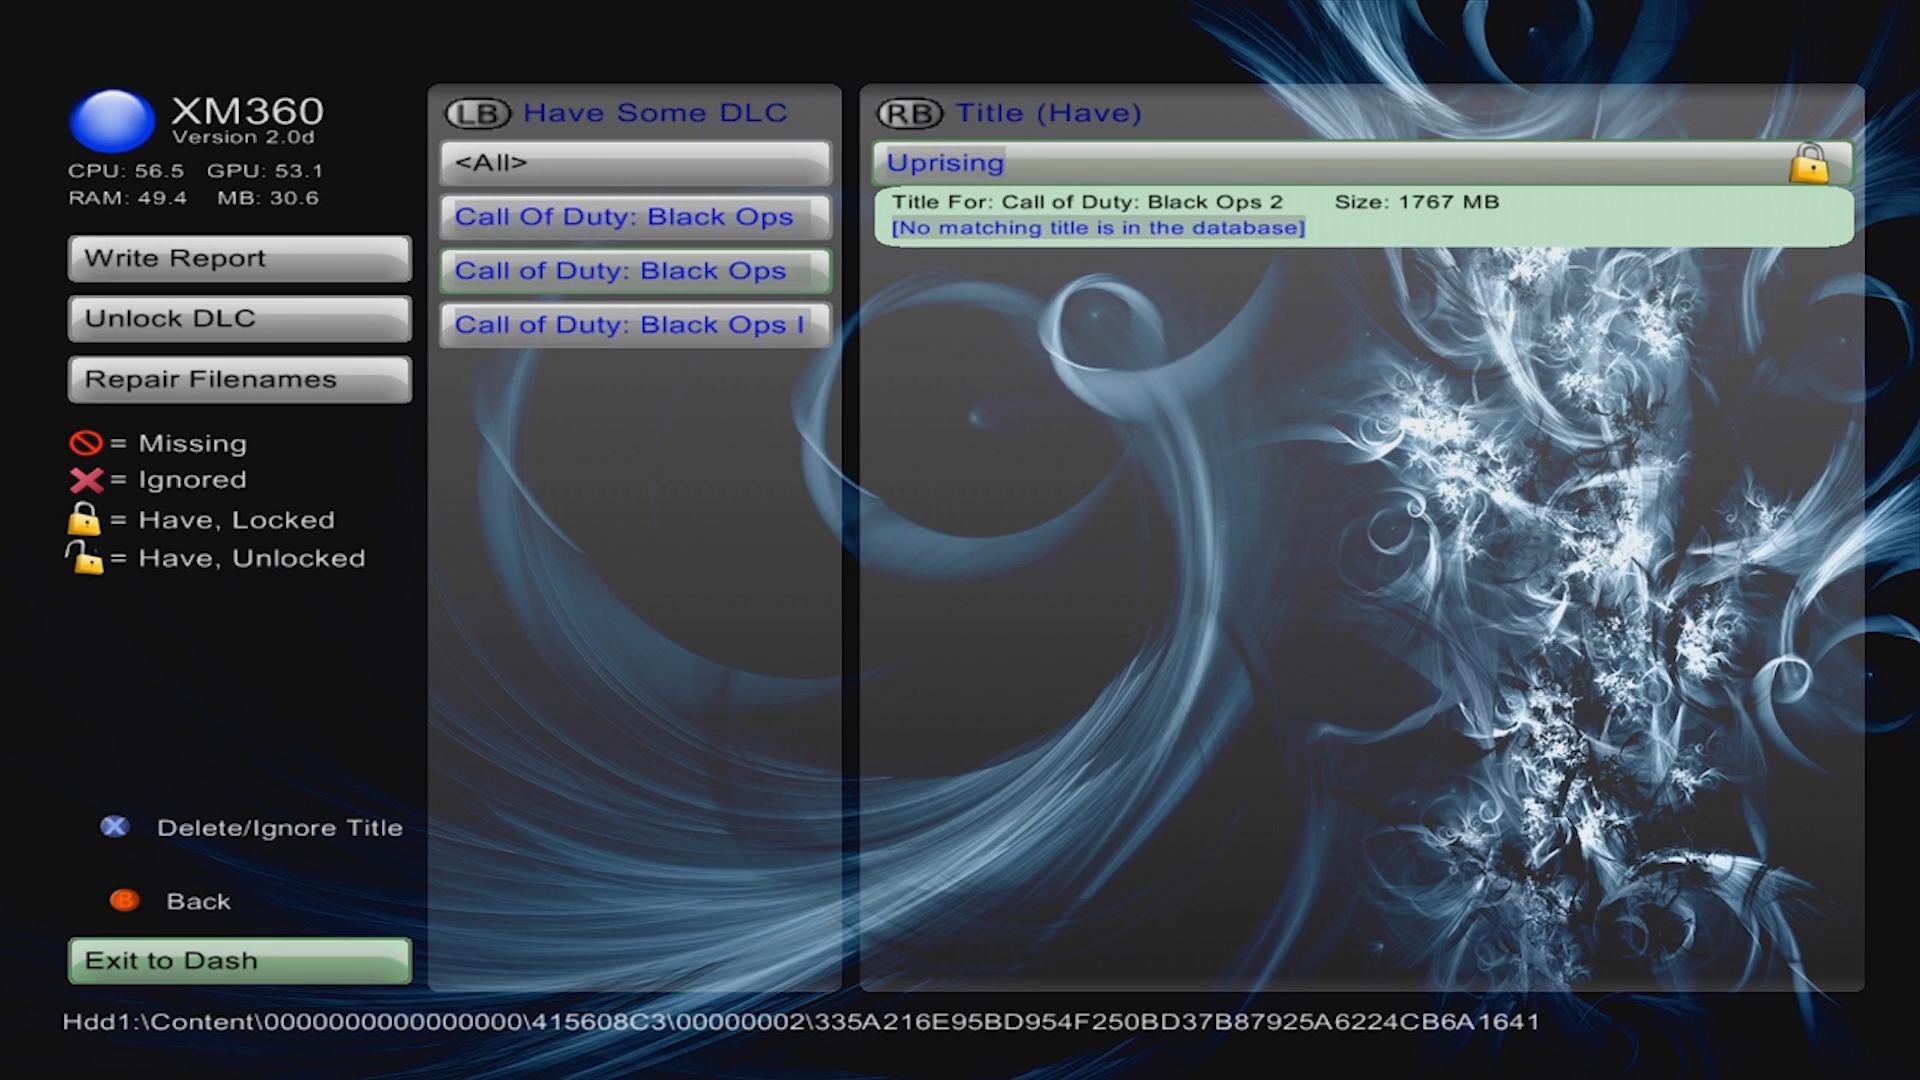 XM360
Version 2.0d
CPU: 56.5 GPU: 53.1
RAM: 49.4 MB: 30.6
Write Report
Unlock DLC
Repair Filenames
= Missing
= Ignored
= Have, Locked
= Have, Unlocked
X Delete/Ignore Title
B Back
Exit to Dash
LB Have Some DLC
<All>
Call Of Duty: Black Ops
Call of Duty: Black Ops
Call of Duty: Black Ops I
RB Title (Have)
Uprising
Title For: Call of Duty: Black Ops 2 Size: 1767 MB
[No matching title is in the database]
Hdd1:\Content\0000000000000000\415608C3\00000002\335A216E95BD954F250BD37B87925A6224CB6A1641